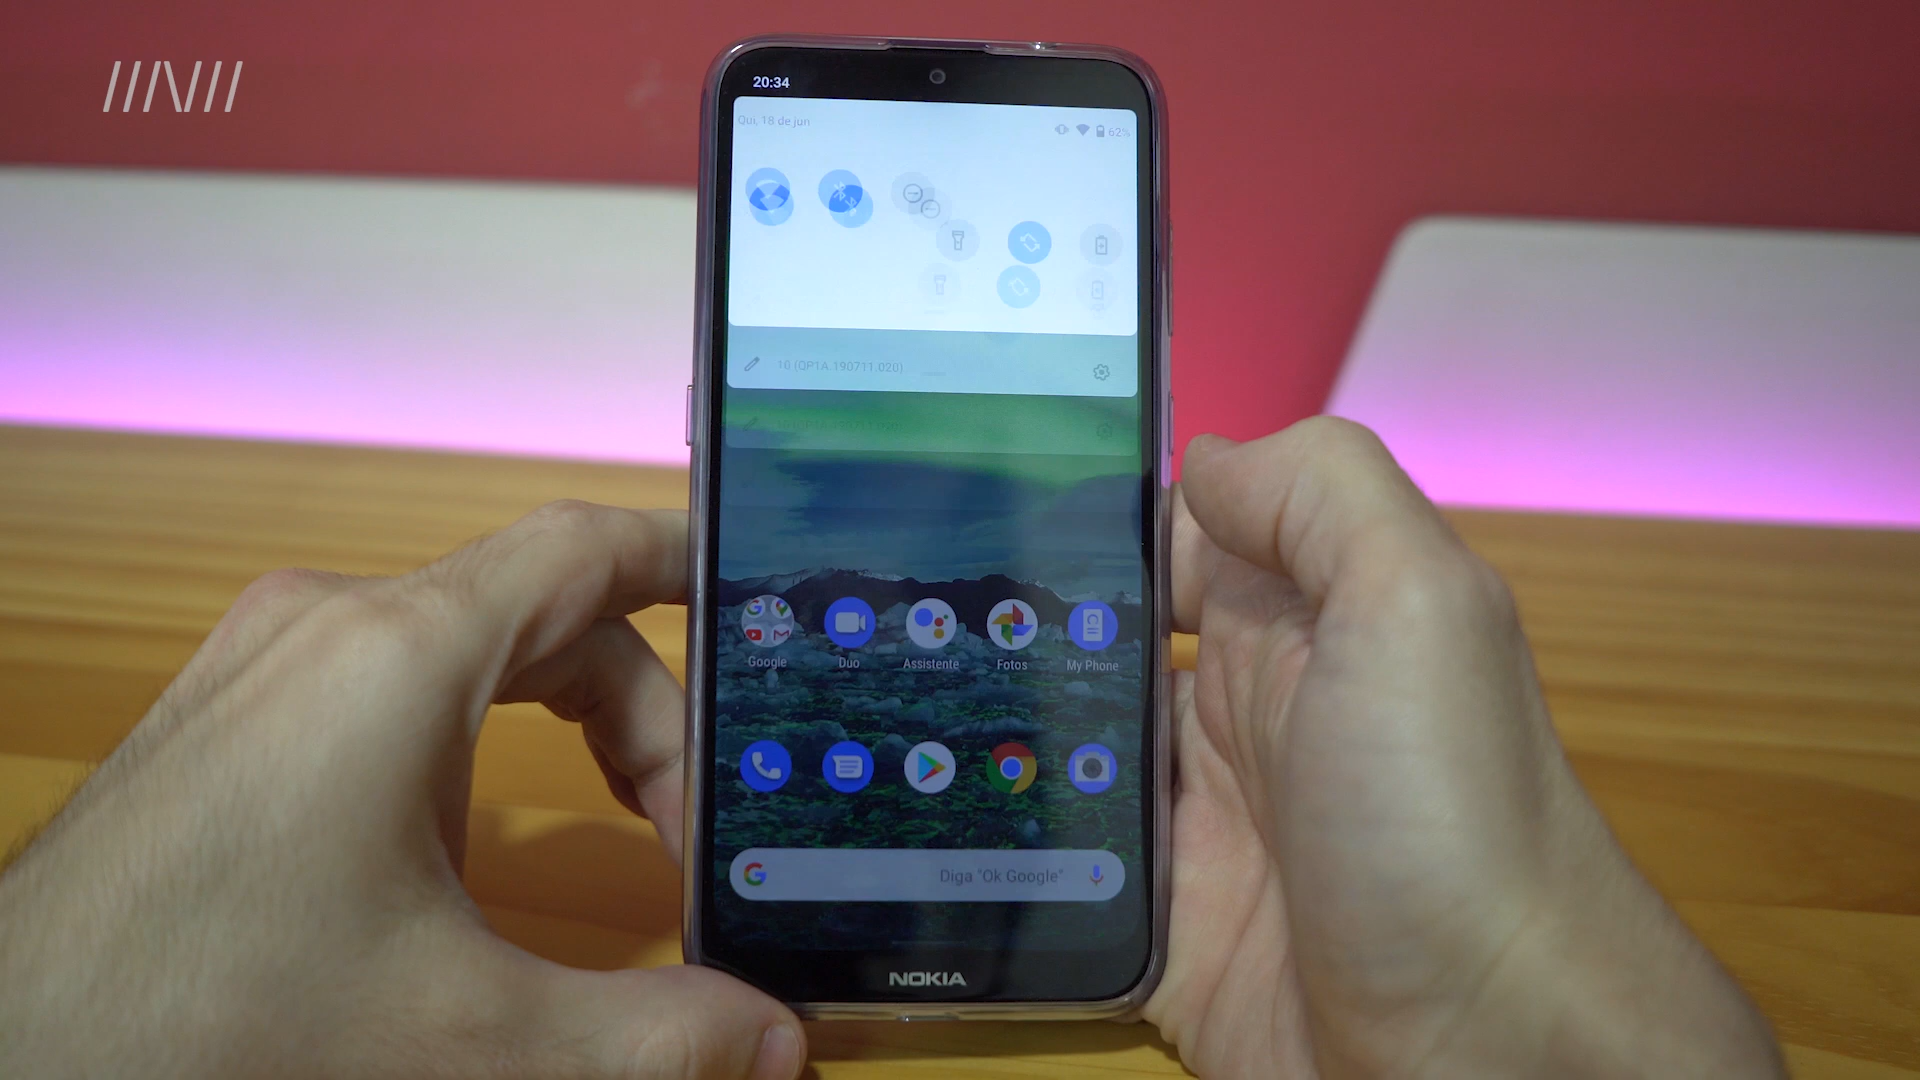 20:34
Qui, 18 de jun
62%
10 (QP1A.190711.020)
Google
Duo
Assistente
Fotos
My Phone
Diga "Ok Google"
NOKIA